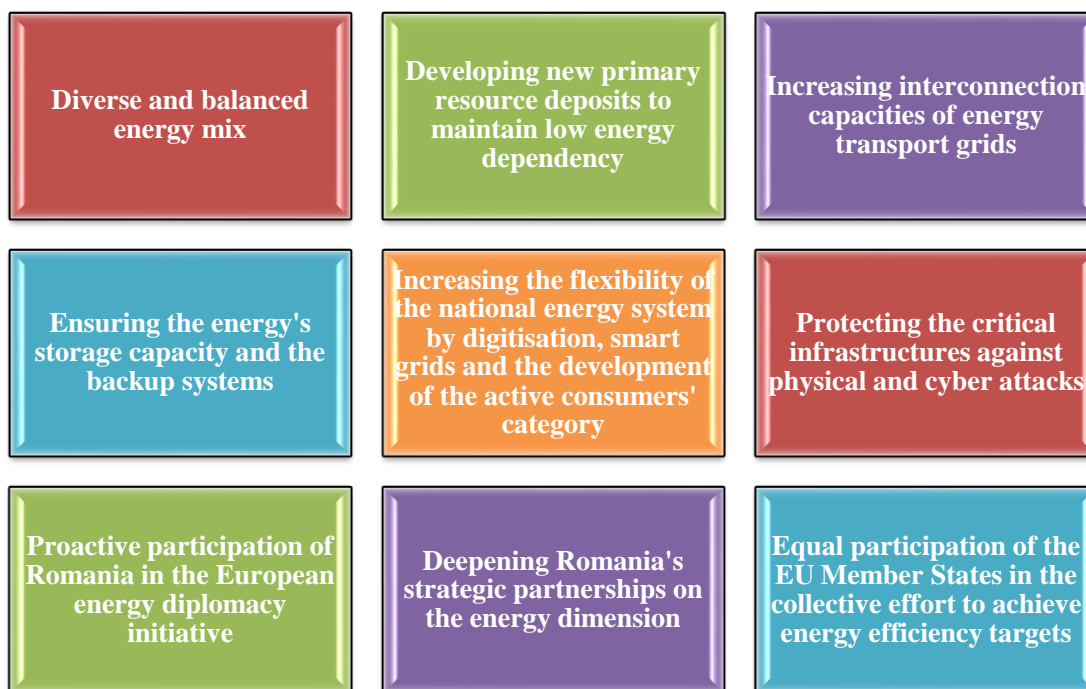 Diverse and balanced
energy mix
Developing new primary
resource deposits to
maintain low energy
dependency
Increasing interconnection
capacities of energy
transport grids
Ensuring the energy's
storage capacity and the
backup systems
Increasing the flexibility of
the national energy system
by digitisation, smart
grids and the development
of the active consumers'
category
Protecting the critical
infrastructures against
physical and cyber attacks
Proactive participation of
Romania in the European
energy diplomacy
initiative
Deepening Romania's
strategic partnerships on
the energy dimension
Equal participation of the
EU Member States in the
collective effort to achieve
energy efficiency targets